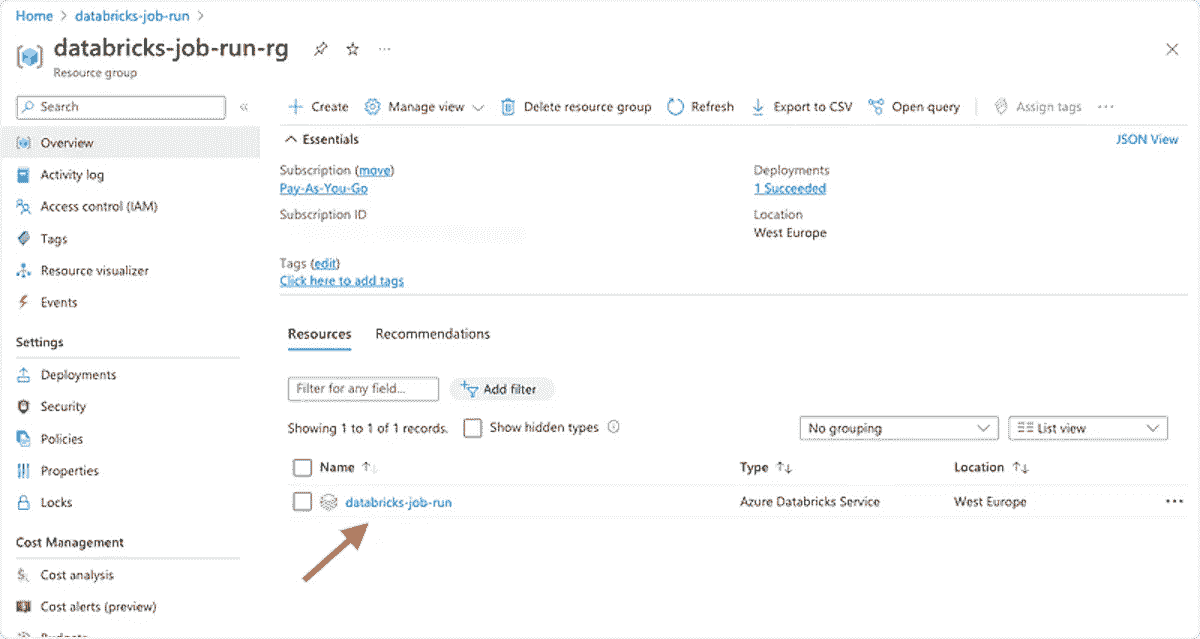 Home > databricks-job-run >
databricks-job-run-rg
Resource group
Search
Create Manage view Delete resource group Refresh Export to CSV Open query Assign tags
Overview
Activity log
Access control (IAM)
Tags
Resource visualizer
Events
Settings
Deployments
Security
Policies
Properties
Locks
Cost Management
Cost analysis
Cost alerts (preview)
Budgets
Essentials
JSON View
Subscription (move)
Pay-As-You-Go
Subscription ID
Deployments
1 Succeeded
Location
West Europe
Tags (edit)
Click here to add tags
Resources Recommendations
Filter for any field...
Add filter
Showing 1 to 1 of 1 records.
Show hidden types
No grouping
List view
Name Type Location
databricks-job-run Azure Databricks Service West Europe